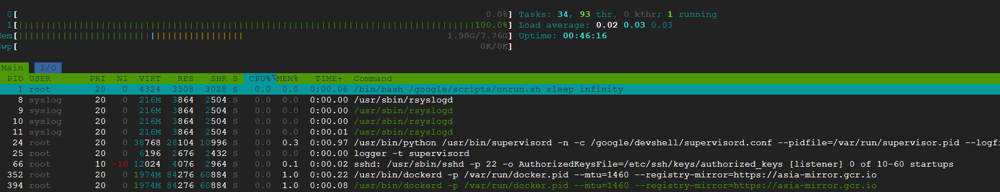 0[ 0.0%] Tasks: 34, 93 thr, 0 kthr; 1 running
1[||||||||||||||||||||||||||||||||||||||||||||||||||||||||||||||||||||||||||||||||||||100.0%] Load average: 0.02 0.03 0.03
em[||||||||||||||||||||||||||||||||||||||||| 1.98G/7.76G] Uptime: 00:46:16
wp[ 0K/0K]
Main I/O
PID USER PRI NI VIRT RES SHR S CPU%▽MEM% TIME+ Command
1 root 20 0 4324 3308 3028 S 0.0 0.0 0:00.06 /bin/bash /google/scripts/onrun.sh sleep infinity
8 syslog 20 0 216M 3864 2504 S 0.0 0.0 0:00.00 /usr/sbin/rsyslogd
9 syslog 20 0 216M 3864 2504 S 0.0 0.0 0:00.00 /usr/sbin/rsyslogd
10 syslog 20 0 216M 3864 2504 S 0.0 0.0 0:00.00 /usr/sbin/rsyslogd
11 syslog 20 0 216M 3864 2504 S 0.0 0.0 0:00.01 /usr/sbin/rsyslogd
24 root 20 0 38768 28104 10996 S 0.0 0.3 0:00.97 /usr/bin/python /usr/bin/supervisord -n -c /google/devshell/supervisord.conf --pidfile=/var/run/supervisor.pid --logfi
25 root 20 0 6196 2676 2432 S 0.0 0.0 0:00.00 logger -t supervisord
66 root 10 -10 12024 4076 2964 S 0.0 0.1 0:00.02 sshd: /usr/sbin/sshd -p 22 -o AuthorizedKeysFile=/etc/ssh/keys/authorized_keys [listener] 0 of 10-60 startups
352 root 20 0 1974M 84276 60884 S 0.0 1.0 0:00.22 /usr/bin/dockerd -p /var/run/docker.pid --mtu=1460 --registry-mirror=https://asia-mirror.gcr.io
394 root 20 0 1974M 84276 60884 S 0.0 1.0 0:00.08 /usr/bin/dockerd -p /var/run/docker.pid --mtu=1460 --registry-mirror=https://asia-mirror.gcr.io